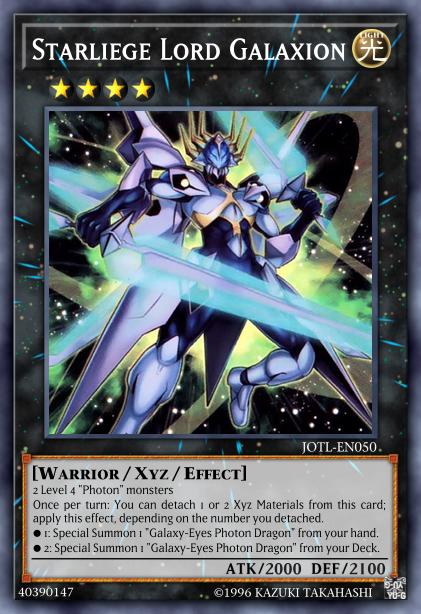 STARLIEGE LORD GALAXION
LIGHT
光
JOTL-EN050
[WARRIOR / XYZ / EFFECT]
2 Level 4 "Photon" monsters
Once per turn: You can detach 1 or 2 Xyz Materials from this card;
apply this effect, depending on the number you detached.
● 1: Special Summon 1 "Galaxy-Eyes Photon Dragon" from your hand.
● 2: Special Summon 1 "Galaxy-Eyes Photon Dragon" from your Deck.
ATK/2000 DEF/2100
40390147
©1996 KAZUKI TAKAHASHI